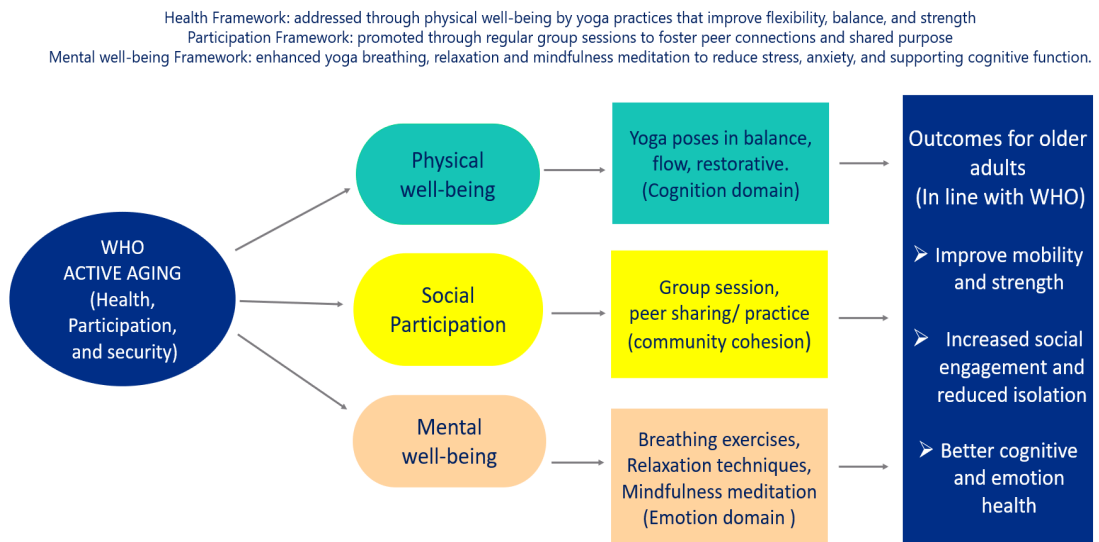 Health Framework: addressed through physical well-being by yoga practices that improve flexibility, balance, and strength
Participation Framework: promoted through regular group sessions to foster peer connections and shared purpose
Mental well-being Framework: enhanced yoga breathing, relaxation and mindfulness meditation to reduce stress, anxiety, and supporting cognitive function.
WHO
ACTIVE AGING
(Health,
Participation,
and security)
Physical
well-being
Yoga poses in balance,
flow, restorative.
(Cognition domain)
Social
Participation
Group session,
peer sharing/ practice
(community cohesion)
Mental
well-being
Breathing exercises,
Relaxation techniques,
Mindfulness meditation
(Emotion domain )
Outcomes for older
adults
(In line with WHO)
➢ Improve mobility
and strength
➢ Increased social
engagement and
reduced isolation
➢ Better cognitive
and emotion
health